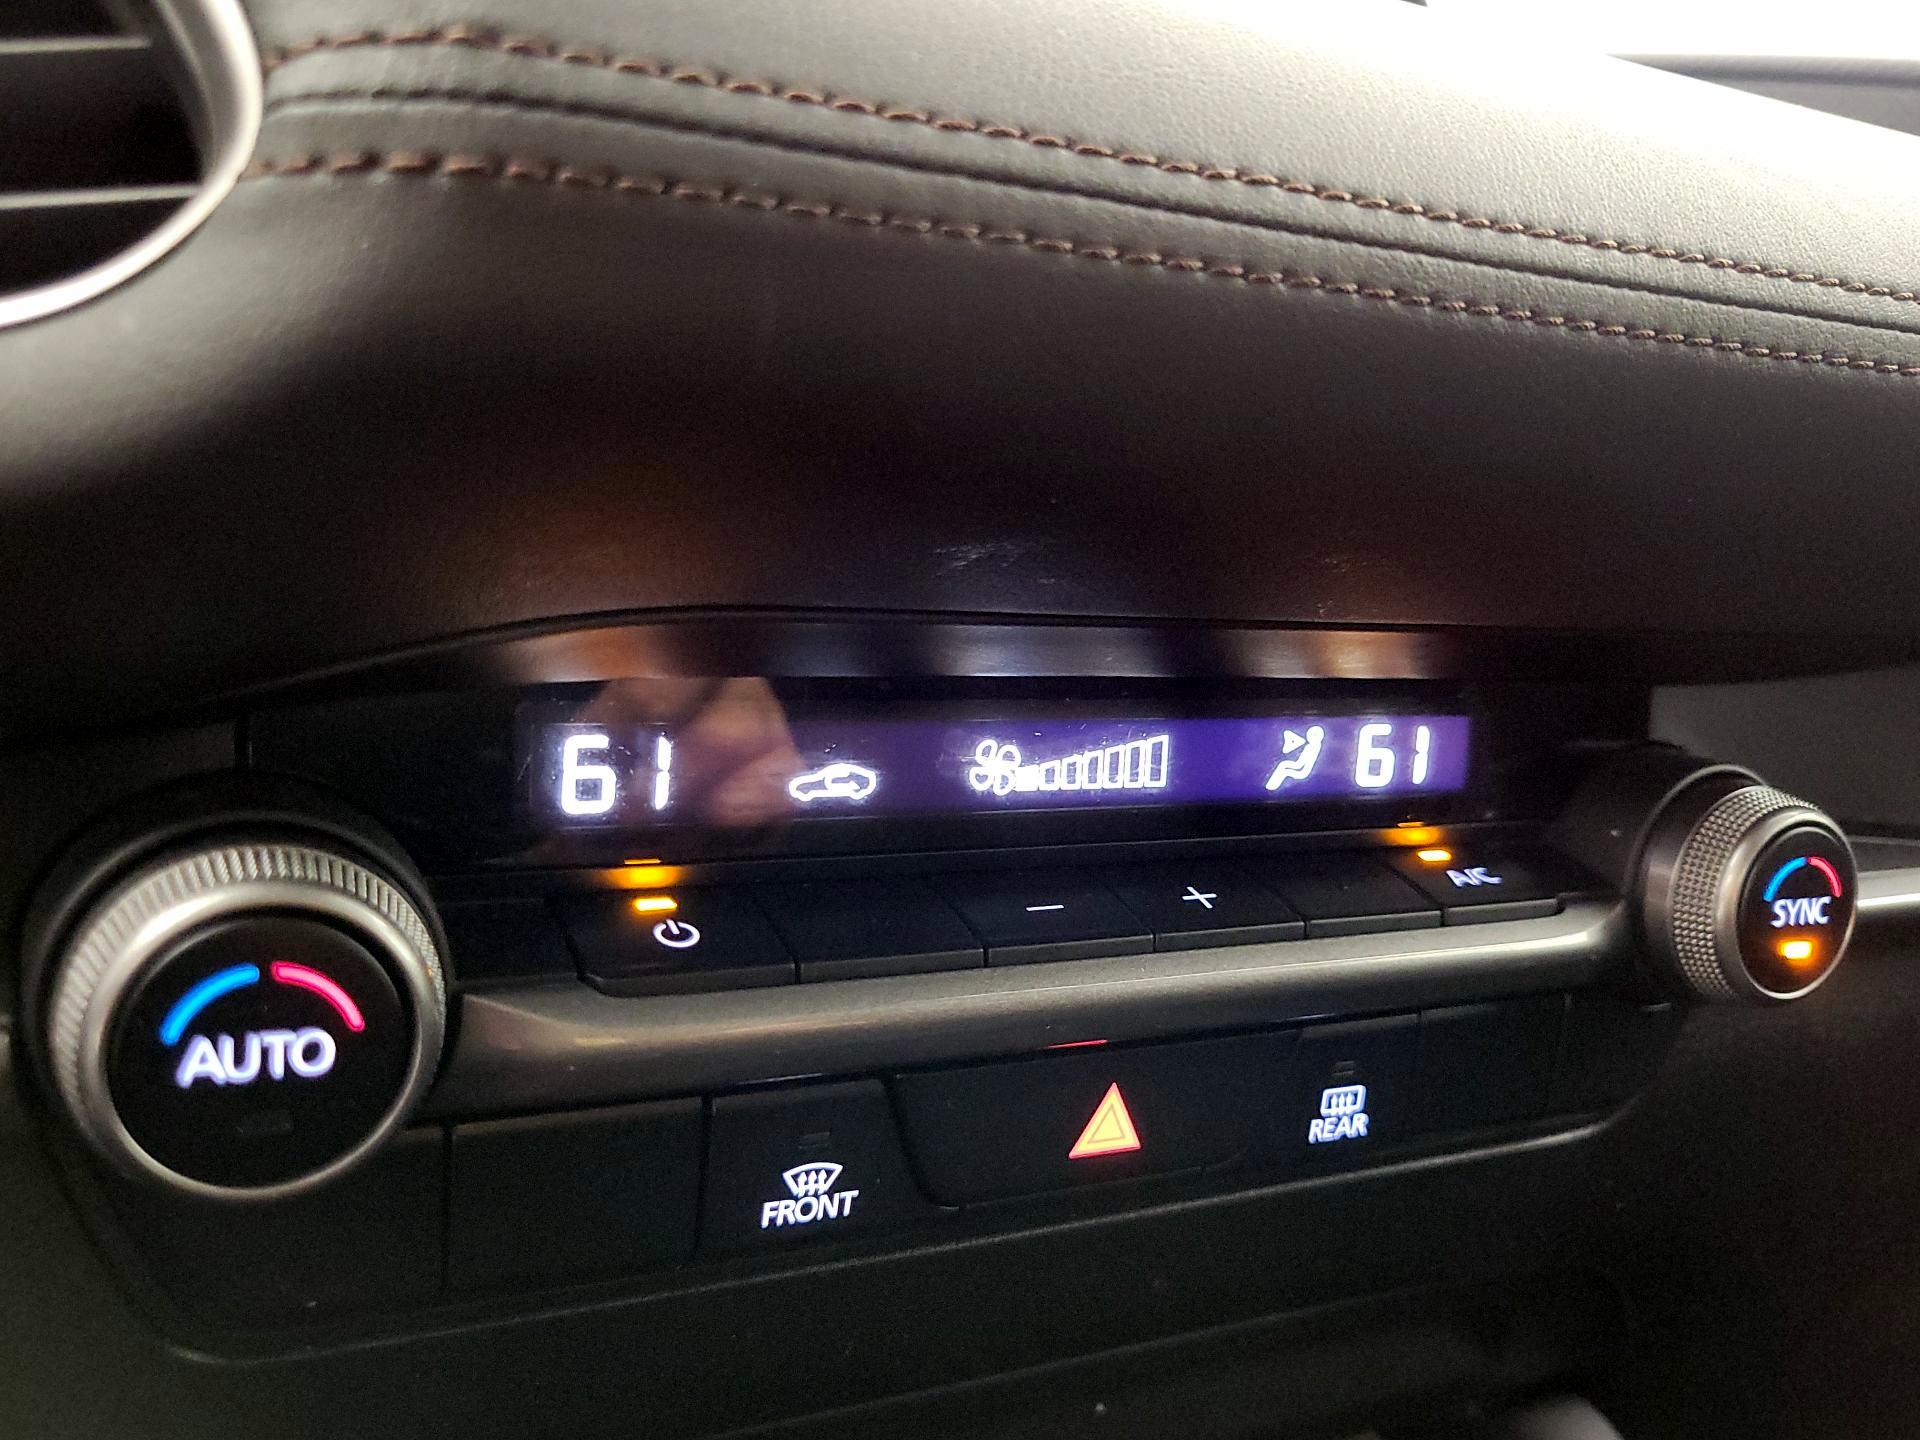 61
61
A/C
SYNC
AUTO
FRONT
REAR